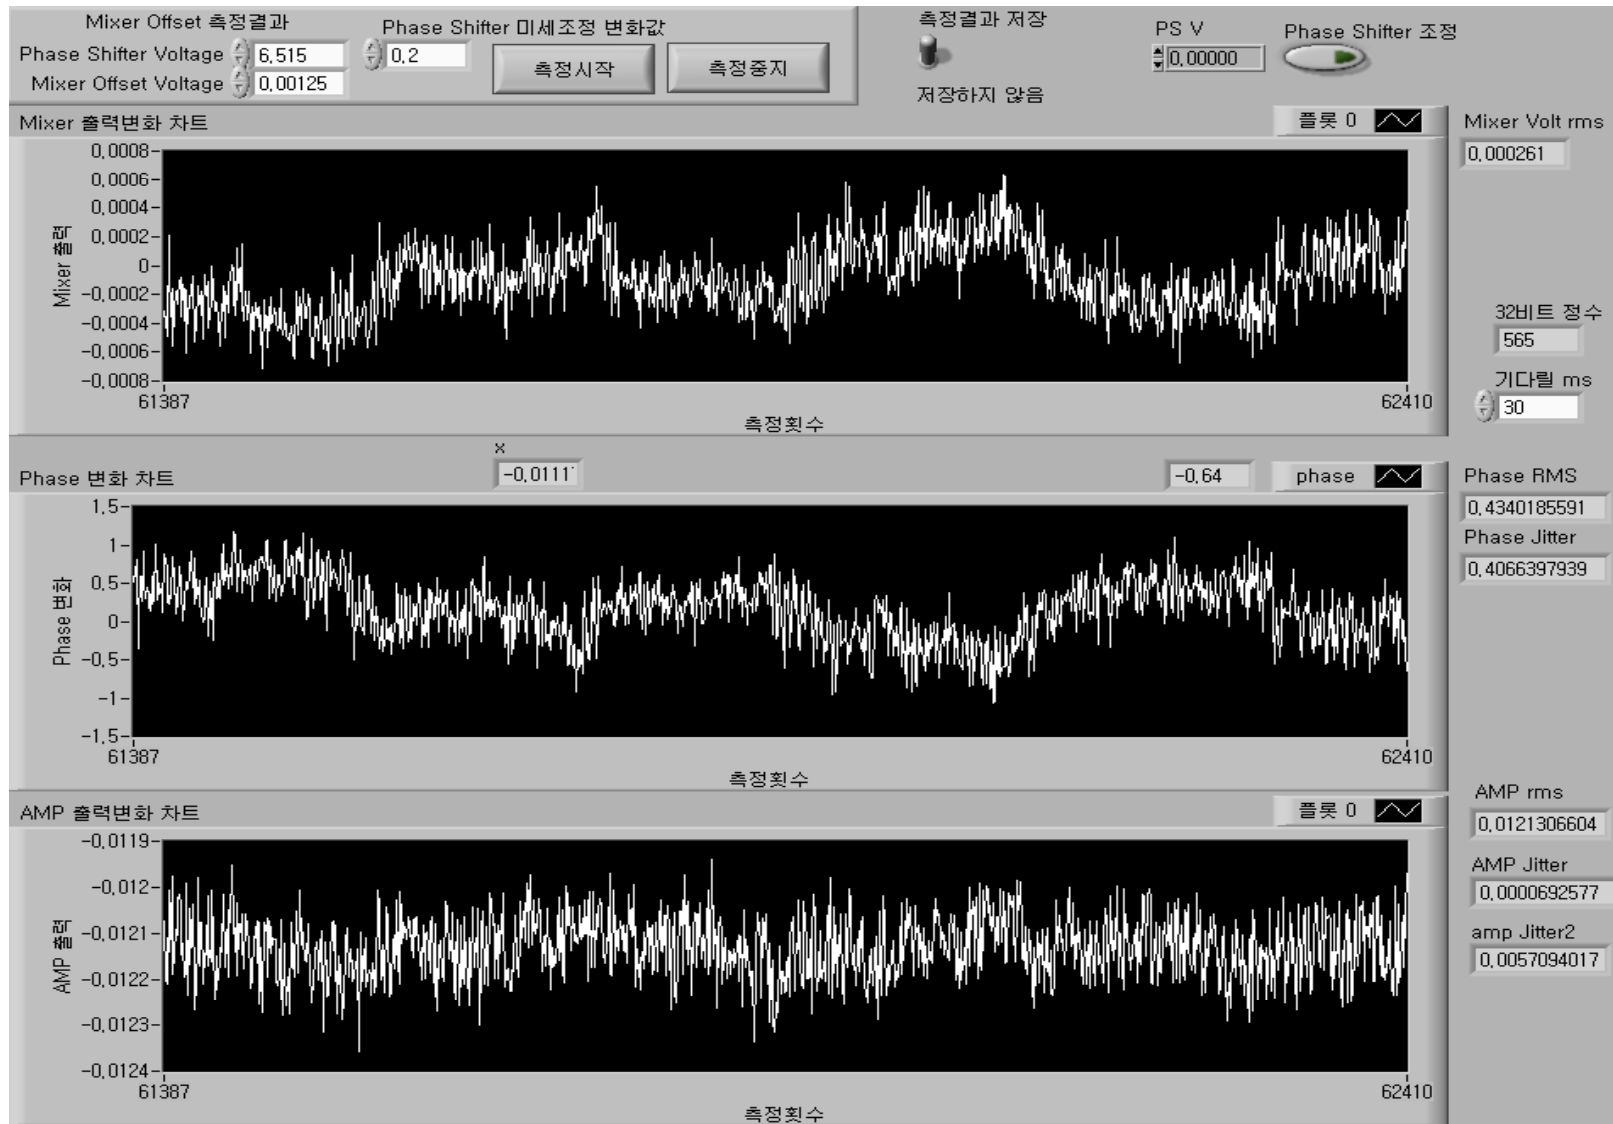 Mixer Offset 측정결과
Phase Shifter 미세조정 변화값
측정결과 저장
PS V
Phase Shifter 조정
Phase Shifter Voltage 6,515
0,2
측정시작
측정중지
0,00000
Mixer Offset Voltage 0,00125
저장하지 않음
Mixer 출력변화 차트
플롯 0
Mixer Volt rms
0,000261
0,0008
0,0006
0,0004
0,0002
0
-0,0002
-0,0004
-0,0006
-0,0008
Mixer 출력
61387
62410
측정횟수
32비트 정수
565
기다릴 ms
30
x
-0,0111
-0,64
Phase 변화 차트
phase
Phase RMS
0,4340185591
Phase Jitter
0,4066397939
1,5
1
0,5
0
-0,5
-1
-1,5
Phase 변화
61387
62410
측정횟수
AMP 출력변화 차트
플롯 0
AMP rms
0,0121306604
AMP Jitter
0,0000692577
amp Jitter2
0,0057094017
-0,0119
-0,012
-0,0121
-0,0122
-0,0123
-0,0124
AMP 출력
61387
62410
측정횟수